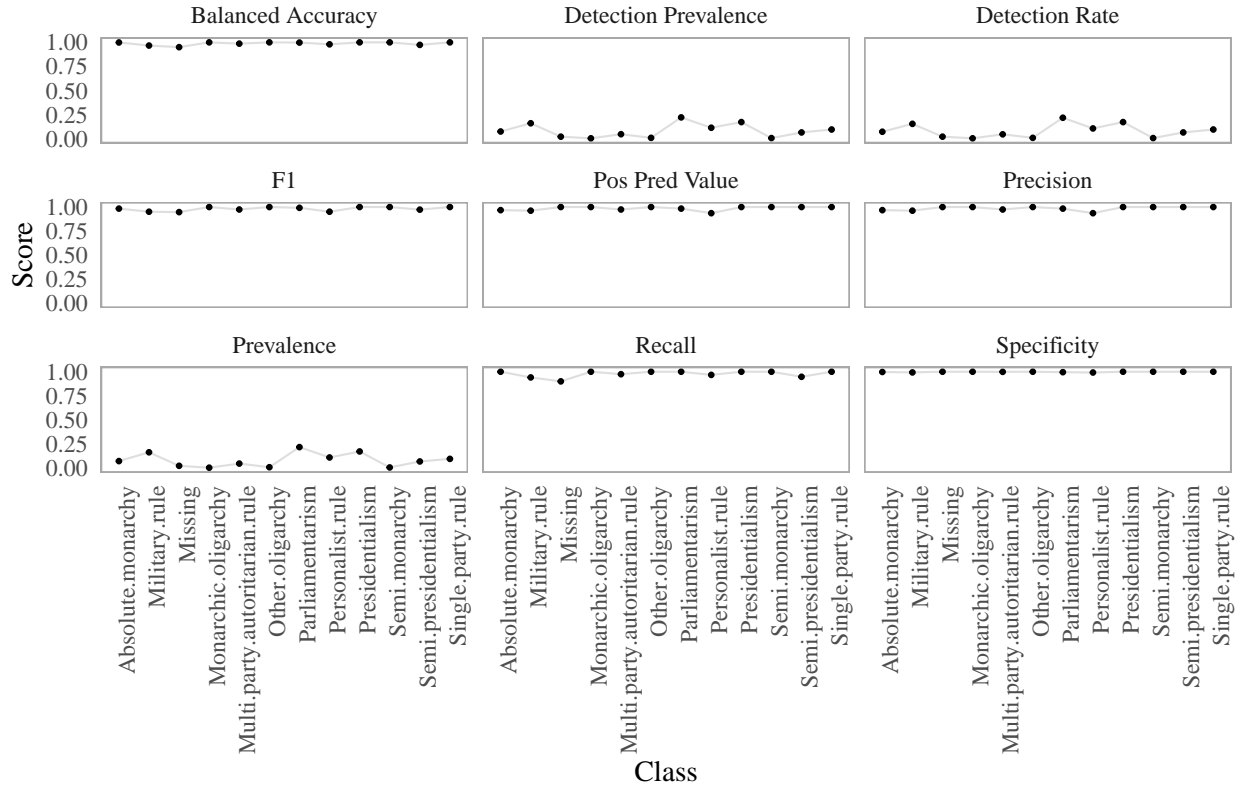 Balanced Accuracy
Detection Prevalence
Detection Rate
1.00
0.75
0.50
0.25
0.00
F1
Pos Pred Value
Precision
1.00
0.75
0.50
0.25
0.00
Score
Prevalence
Recall
Specificity
1.00
0.75
0.50
0.25
0.00
Absolute.monarchy
Military.rule
Missing
Monarchic.oligarchy
Multi.party.autoritarian.rule
Other.oligarchy
Parliamentarism
Personalist.rule
Presidentialism
Semi.monarchy
Semi.presidentialism
Single.party.rule
Absolute.monarchy
Military.rule
Missing
Monarchic.oligarchy
Multi.party.autoritarian.rule
Other.oligarchy
Parliamentarism
Personalist.rule
Presidentialism
Semi.monarchy
Semi.presidentialism
Single.party.rule
Absolute.monarchy
Military.rule
Missing
Monarchic.oligarchy
Multi.party.autoritarian.rule
Other.oligarchy
Parliamentarism
Personalist.rule
Presidentialism
Semi.monarchy
Semi.presidentialism
Single.party.rule
Class